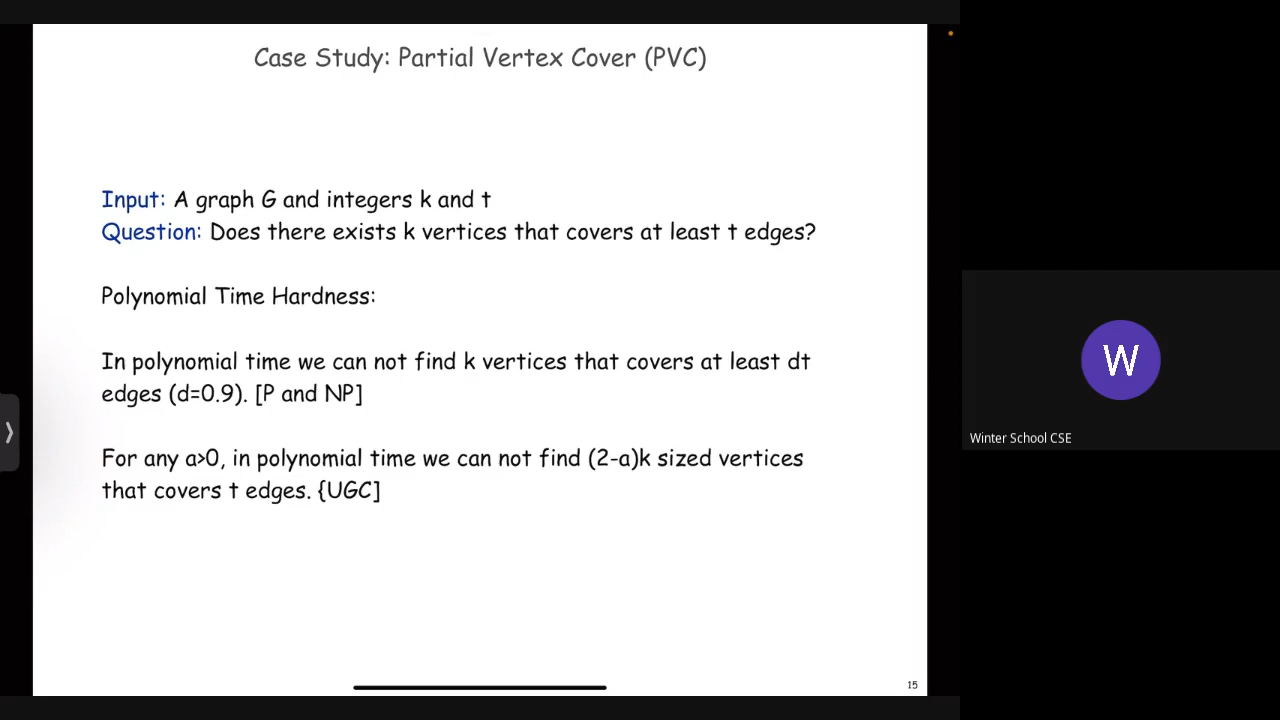 Case Study: Partial Vertex Cover (PVC)
Input: A graph G and integers k and t
Question: Does there exists k vertices that covers at least t edges?
Polynomial Time Hardness:
In polynomial time we can not find k vertices that covers at least dt
edges (d=0.9). [P and NP]
For any a>0, in polynomial time we can not find (2-a)k sized vertices
that covers t edges. {UGC]
15
W
Winter School CSE